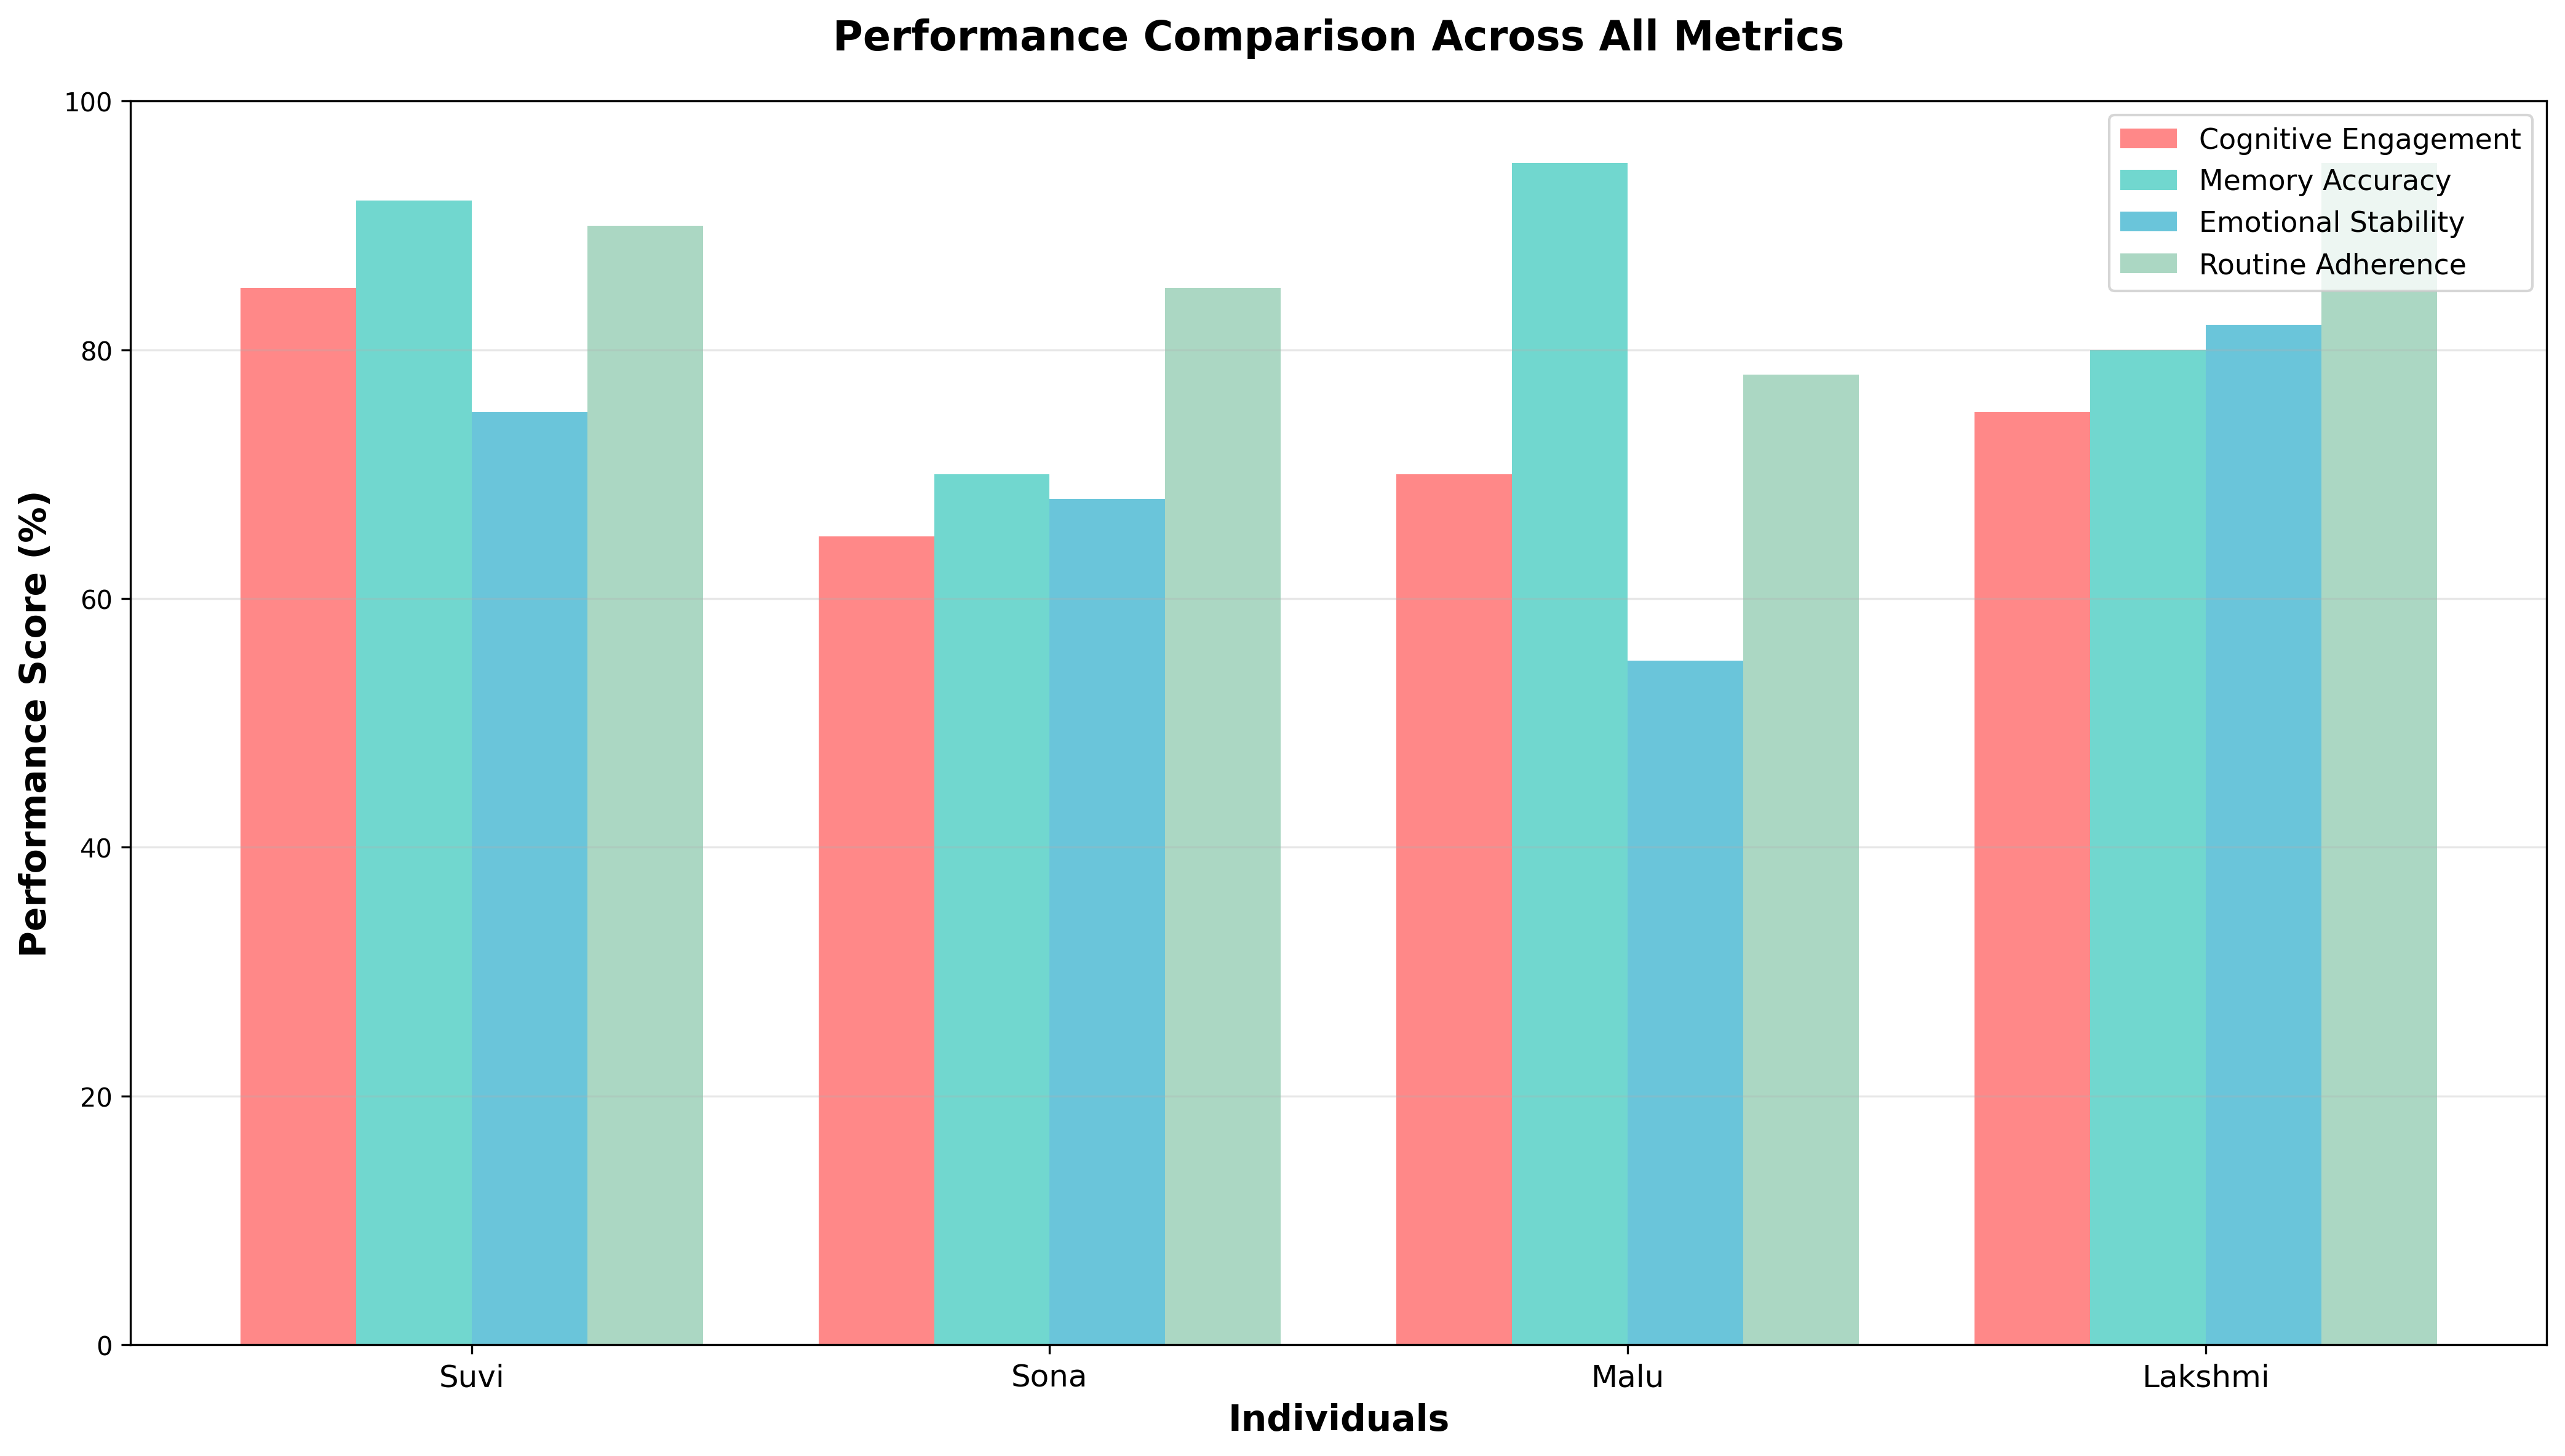 Performance Comparison Across All Metrics
100
80
60
40
20
0
Performance Score (%)
Cognitive Engagement
Memory Accuracy
Emotional Stability
Routine Adherence
Suvi
Sona
Malu
Lakshmi
Individuals